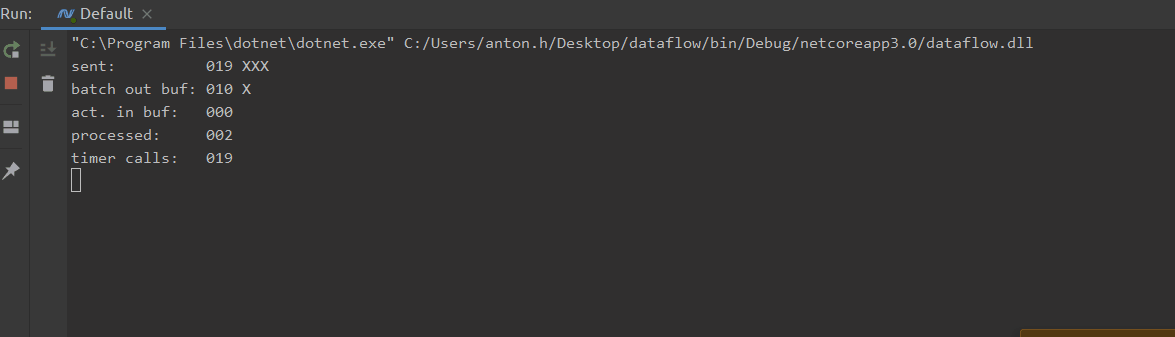 Run: Default
"C:\Program Files\dotnet\dotnet.exe" C:/Users/anton.h/Desktop/dataflow/bin/Debug/netcoreapp3.0/dataflow.dll
sent:          019 XXX
batch out buf: 010 X
act. in buf:   000
processed:     002
timer calls:   019